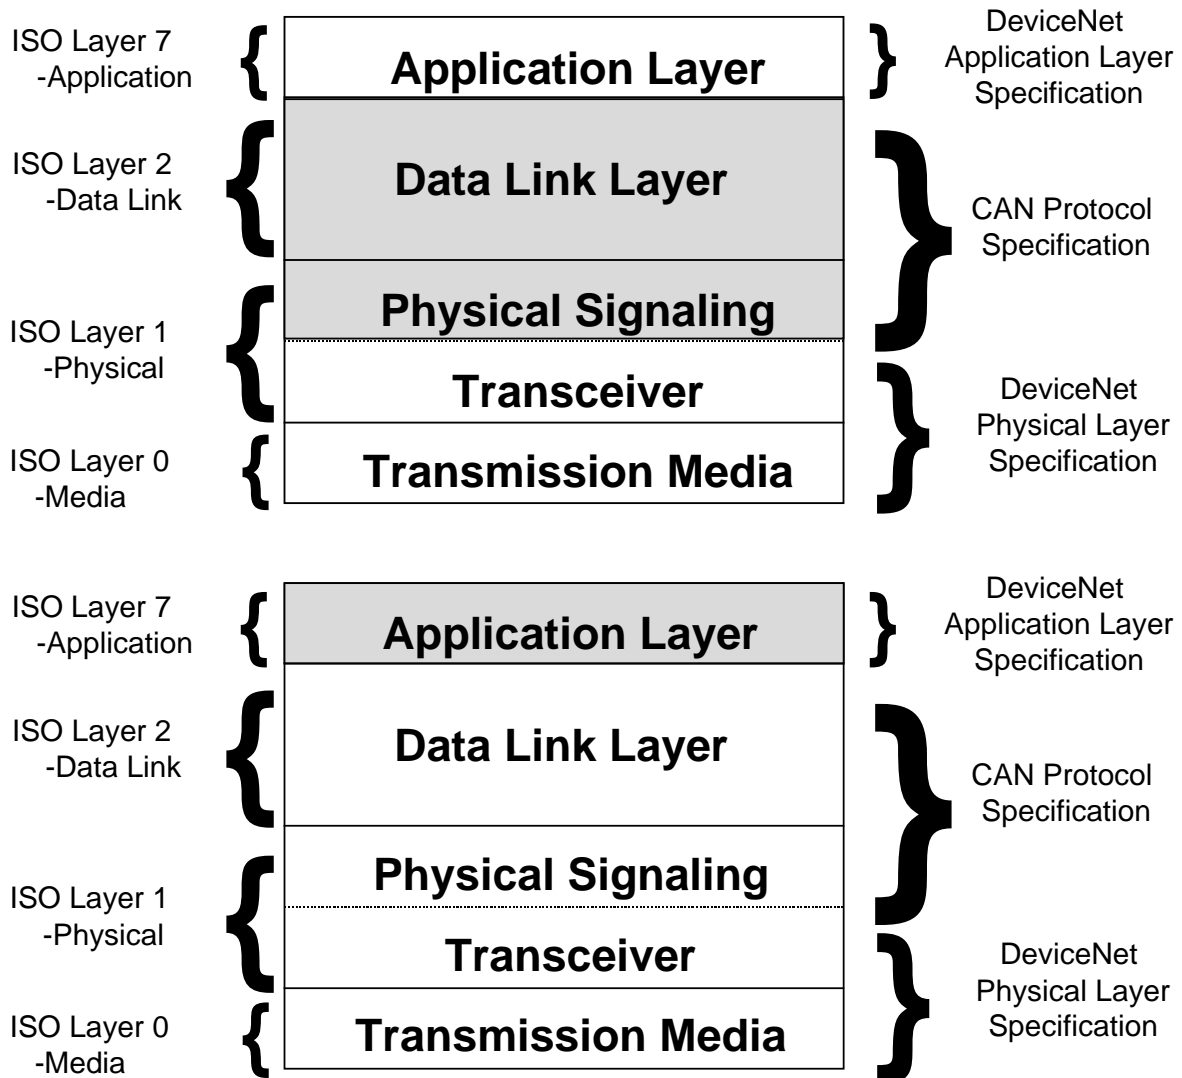 ISO Layer 7
-Application
Application Layer
DeviceNet
Application Layer
Specification
ISO Layer 2
-Data Link
Data Link Layer
CAN Protocol
Specification
Physical Signaling
ISO Layer 1
-Physical
Transceiver
DeviceNet
Physical Layer
Specification
ISO Layer 0
-Media
Transmission Media
ISO Layer 7
-Application
Application Layer
DeviceNet
Application Layer
Specification
ISO Layer 2
-Data Link
Data Link Layer
CAN Protocol
Specification
Physical Signaling
ISO Layer 1
-Physical
Transceiver
DeviceNet
Physical Layer
Specification
ISO Layer 0
-Media
Transmission Media